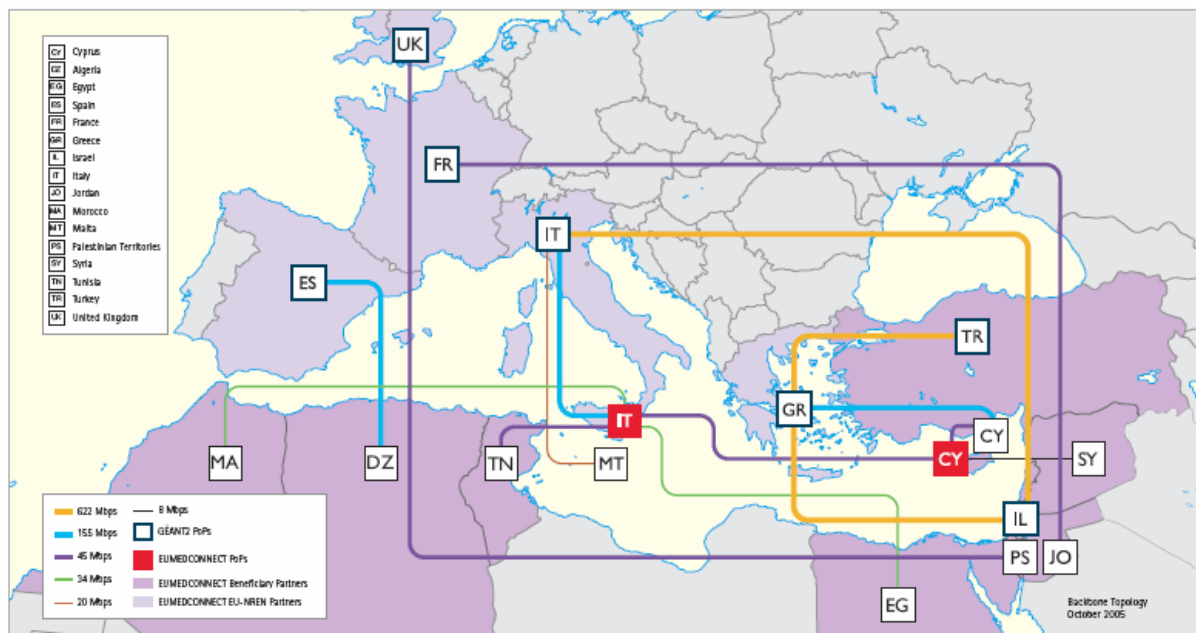 CY Cyprus
DZ Algeria
EG Egypt
ES Spain
FR France
GR Greece
IL Israel
IT Italy
JO Jordan
MA Morocco
MT Malta
PS Palestinian Territories
SY Syria
TN Tunisia
TR Turkey
UK United Kingdom
UK
FR
IT
ES
TR
GR
IT
CY
CY
SY
MA
DZ
TN
MT
IL
PS
JO
EG
622 Mbps
155 Mbps
45 Mbps
34 Mbps
20 Mbps
8 Mbps
GÉANT2 PoPs
EUMEDCONNECT PoPs
EUMEDCONNECT Beneficiary Partners
EUMEDCONNECT EU-NREN Partners
Backbone Topology
October 2005